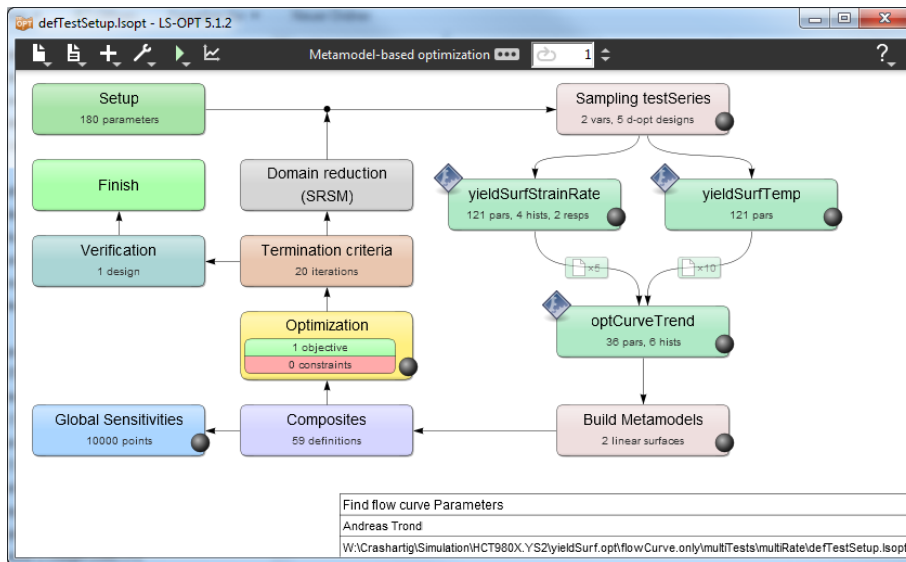 defTestSetup.lsopt - LS-OPT 5.1.2
Metamodel-based optimization
1
?
Setup
180 parameters
Sampling testSeries
2 vars, 5 d-opt designs
Finish
Domain reduction
(SRSM)
yieldSurfStrainRate
121 pars, 4 hists, 2 resps
yieldSurfTemp
121 pars
Verification
1 design
Termination criteria
20 iterations
×6
×10
Optimization
1 objective
0 constraints
optCurveTrend
36 pars, 6 hists
Global Sensitivities
10000 points
Composites
59 definitions
Build Metamodels
2 linear surfaces
Find flow curve Parameters
Andreas Trond
W:\Crashartig\Simulation\HCT980X.YS2\yieldSurf.opt\flowCurve.only\multiTests\multiRate\defTestSetup.lsopt